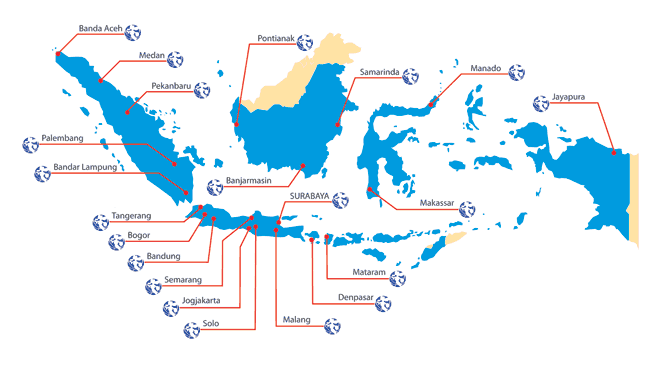 Banda Aceh
Pontianak
Medan
Manado
Samarinda
Pekanbaru
Jayapura
Palembang
Bandar Lampung
Banjarmasin
SURABAYA
Makassar
Tangerang
Bogor
Bandung
Mataram
Semarang
Jogjakarta
Denpasar
Solo
Malang